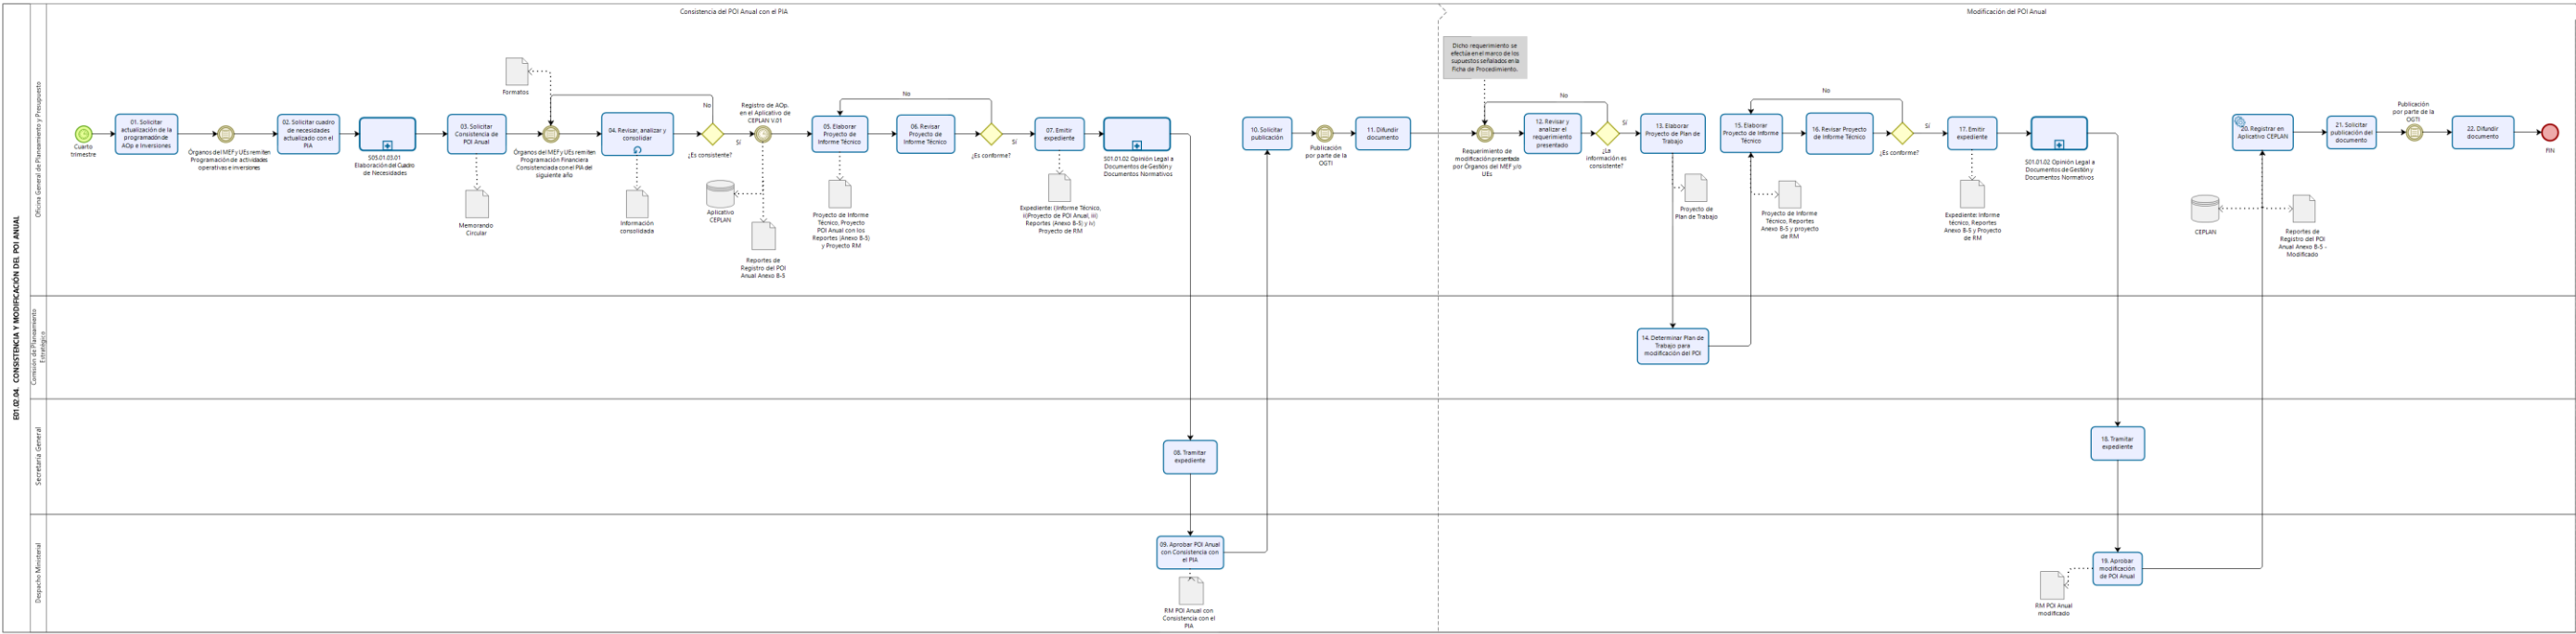 E01.02.04. CONSISTENCIA Y MODIFICACIÓN DEL POI ANUAL
Consistencia del POI Anual con el PIA
Modificación del POI Anual
Oficina General de Planeamiento y Presupuesto
Cuarto
trimestre
01. Solicitar
actualización de la
programación de
AOp e Inversiones
Órganos del MEF y UEs remiten
Programación de actividades
operativas e inversiones
02. Solicitar cuadro
de necesidades
actualizado con el
PIA
S05.01.03.01
Elaboración del Cuadro
de Necesidades
03. Solicitar
Consistencia de
POI Anual
Memorando
Circular
Formatos
Órganos del MEF y UEs remiten
Programación Financiera
Consistenciada con el PIA del
siguiente año
04. Revisar, analizar y
consolidar
Información
consolidada
No
¿Es consistente?
Sí
Registro de AOp.
en el Aplicativo de
CEPLAN V.01
Aplicativo
CEPLAN
Reportes de
Registro del POI
Anual Anexo B-5
05. Elaborar
Proyecto de
Informe Técnico
Proyecto de Informe
Técnico, Proyecto
POI Anual con los
Reportes (Anexo B-5)
y Proyecto RM
No
06. Revisar
Proyecto de
Informe Técnico
¿Es conforme?
Sí
07. Emitir
expediente
Expediente: i)Informe Técnico,
ii)Proyecto de POI Anual, iii)
Reportes (Anexo B-5) y iv)
Proyecto de RM
S01.01.02 Opinión Legal a
Documentos de Gestión y
Documentos Normativos
10. Solicitar
publicación
Publicación
por parte de la
OGTI
11. Difundir
documento
Dicho requerimiento se
efectúa en el marco de los
supuestos señalados en la
Ficha de Procedimiento.
Requerimiento de
modificación presentada
por Órganos del MEF y/o
UEs
No
12. Revisar y
analizar el
requerimiento
presentado
¿La
información es
consistente?
Sí
13. Elaborar
Proyecto de Plan de
Trabajo
Proyecto de
Plan de Trabajo
15. Elaborar
Proyecto de Informe
Técnico
Proyecto de Informe
Técnico, Reportes
Anexo B-5 y proyecto
de RM
No
16. Revisar Proyecto
de Informe Técnico
¿Es conforme?
Sí
17. Emitir
expediente
Expediente: Informe
técnico, Reportes
Anexo B-5 y Proyecto
de RM
S01.01.02 Opinión Legal a
Documentos de Gestión y
Documentos Normativos
20. Registrar en
Aplicativo CEPLAN
CEPLAN
Reportes de
Registro del POI
Anual Anexo B-5 -
Modificado
21. Solicitar
publicación del
documento
Publicación
por parte de la
OGTI
22. Difundir
documento
FIN
Comisión de Planeamiento
Estratégico
14. Determinar Plan de
Trabajo para
modificación del POI
Secretaría General
08. Tramitar
expediente
18. Tramitar
expediente
Despacho Ministerial
09. Aprobar POI Anual
con Consistencia con
el PIA
RM POI Anual con
Consistencia con el
PIA
19. Aprobar
modificación
de POI Anual
RM POI Anual
modificado